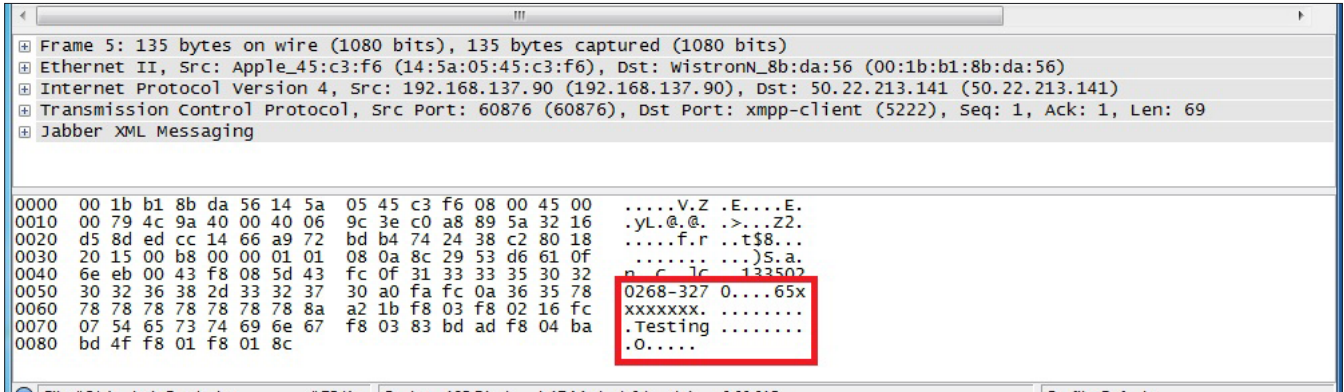 Frame 5: 135 bytes on wire (1080 bits), 135 bytes captured (1080 bits)
Ethernet II, Src: Apple_45:c3:f6 (14:5a:05:45:c3:f6), Dst: WistronN_8b:da:56 (00:1b:b1:8b:da:56)
Internet Protocol Version 4, Src: 192.168.137.90 (192.168.137.90), Dst: 50.22.213.141 (50.22.213.141)
Transmission Control Protocol, Src Port: 60876 (60876), Dst Port: xmpp-client (5222), Seq: 1, Ack: 1, Len: 69
Jabber XML Messaging
0000 00 1b b1 8b da 56 14 5a 05 45 c3 f6 08 00 45 00 .....V.Z .E....E.
0010 00 79 4c 9a 40 00 40 06 9c 3e c0 a8 89 5a 32 16 .yL.@.@. .>...Z2.
0020 d5 8d ed cc 14 66 a9 72 bd b4 74 24 38 c2 80 18 .....f.r ..t$8...
0030 20 15 00 b8 00 00 01 01 08 0a 8c 29 53 d6 61 0f ....... ...)S.a.
0040 6e eb 00 43 f8 08 5d 43 fc 0f 31 33 33 35 30 32 n..C..]C ..133502
0050 30 32 36 38 2d 33 32 37 30 a0 fa fc 0a 36 35 78 0268-327 0....65x
0060 78 78 78 78 78 78 78 8a a2 1b f8 03 f8 02 16 fc xxxxxxx. ........
0070 07 54 65 73 74 69 6e 67 f8 03 83 bd ad f8 04 ba .Testing ........
0080 bd 4f f8 01 f8 01 8c .O.....